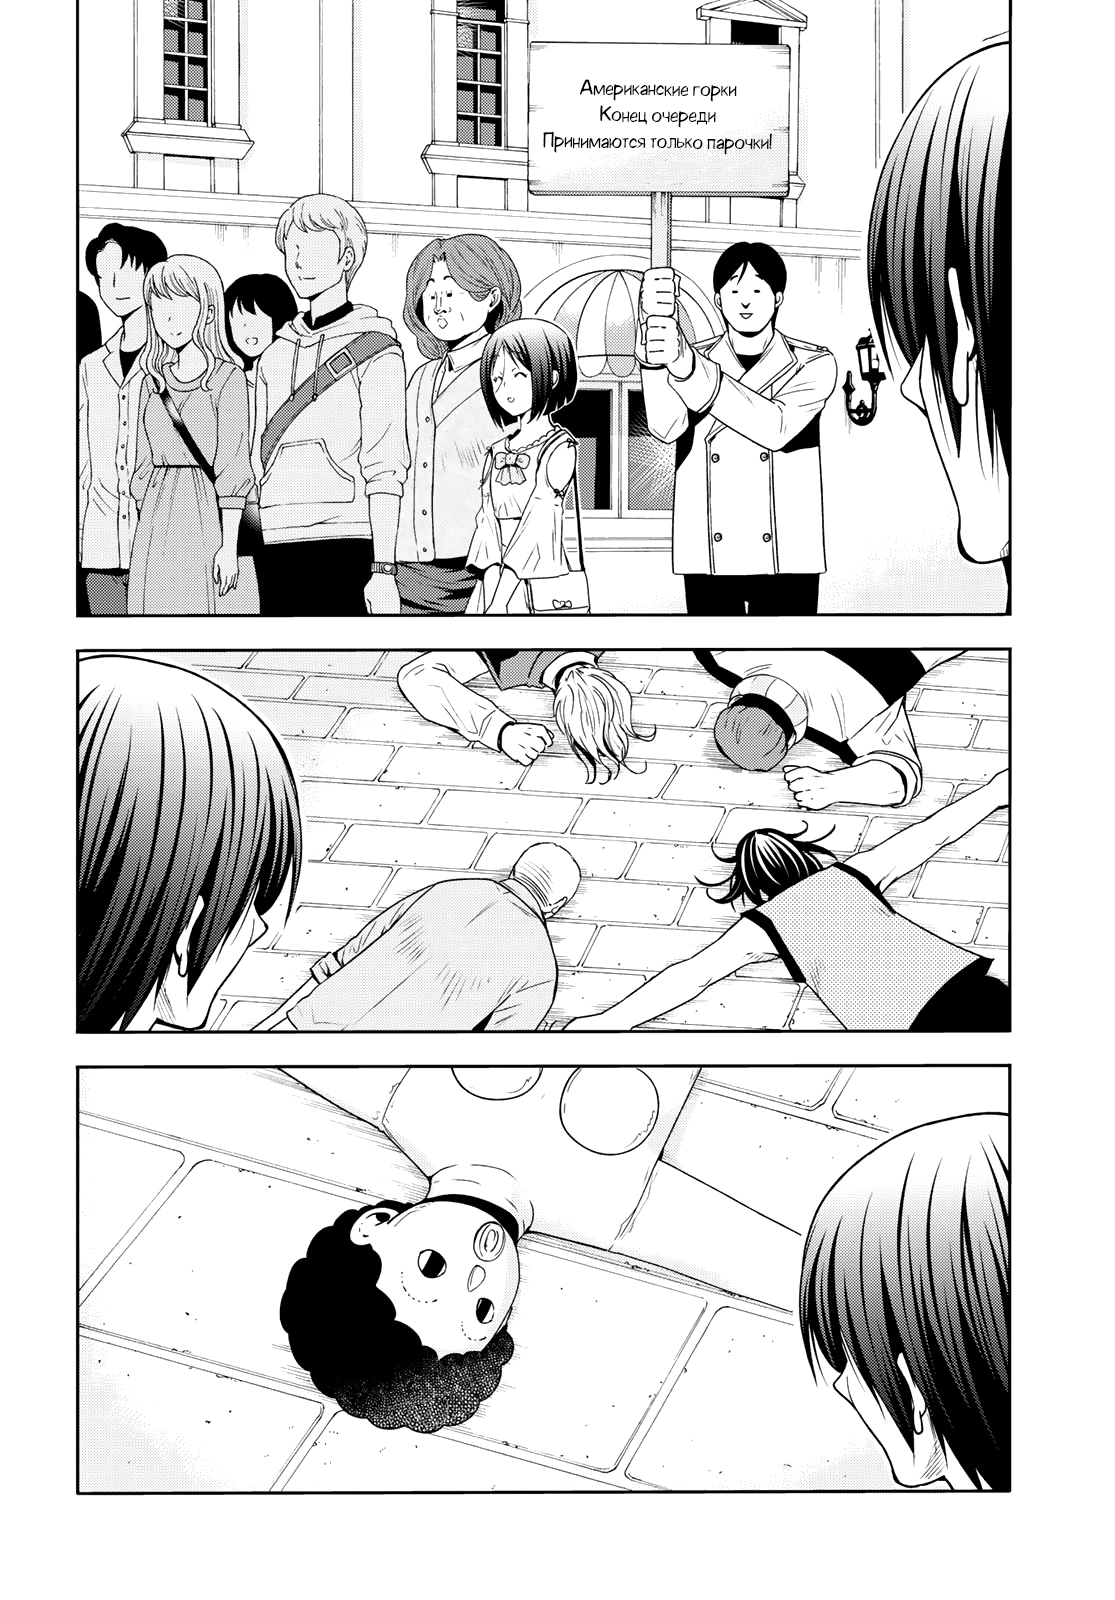 Американские горки
Конец очереди
Принимаются только парочки!